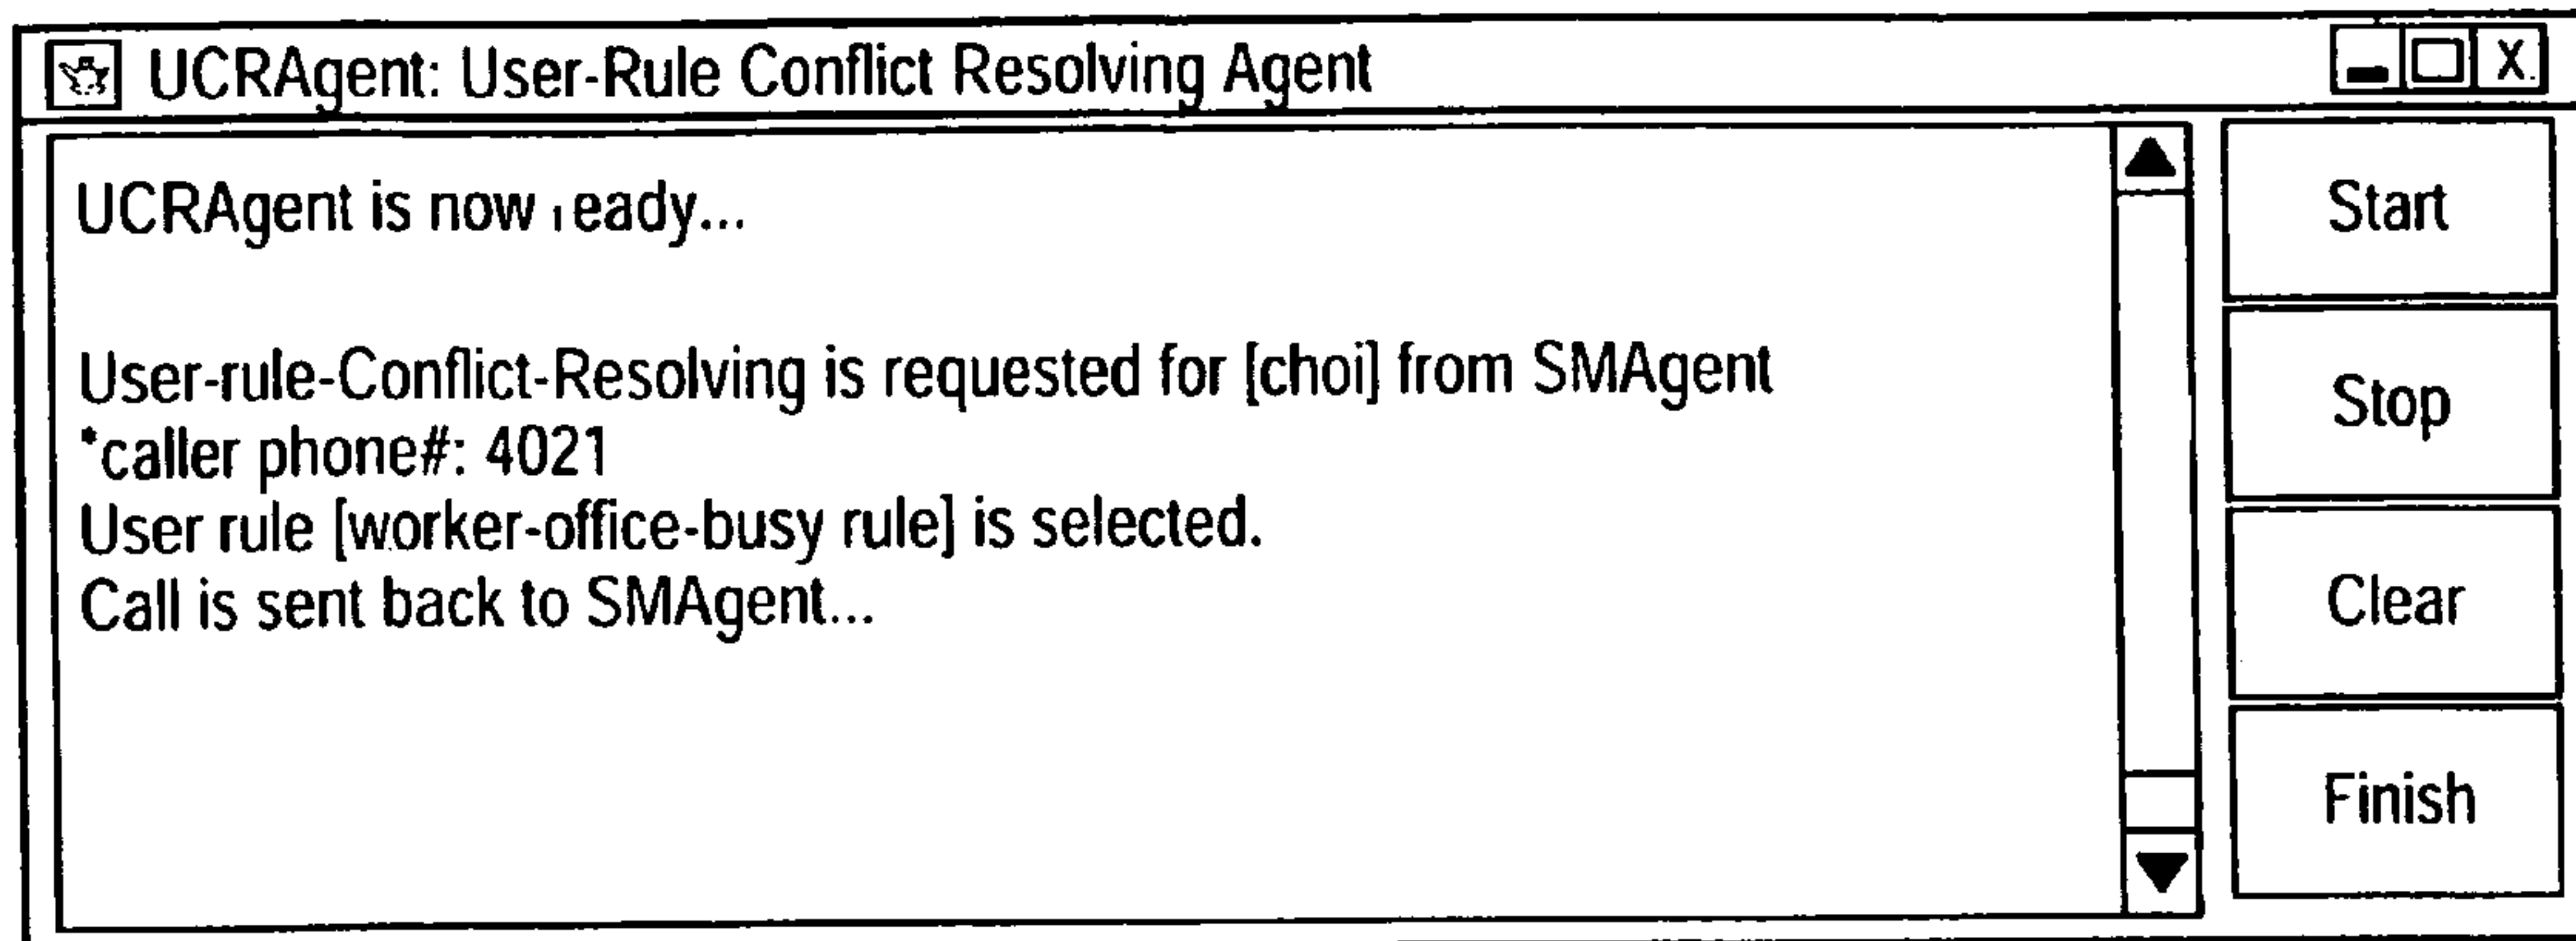 UCRAgent: User-Rule Conflict Resolving Agent
X
UCRAgent is now ready...
User-rule-Conflict-Resolving is requested for [choi] from SMAgent
*caller phone#: 4021
User rule [worker-office-busy rule] is selected.
Call is sent back to SMAgent...
Start
Stop
Clear
Finish